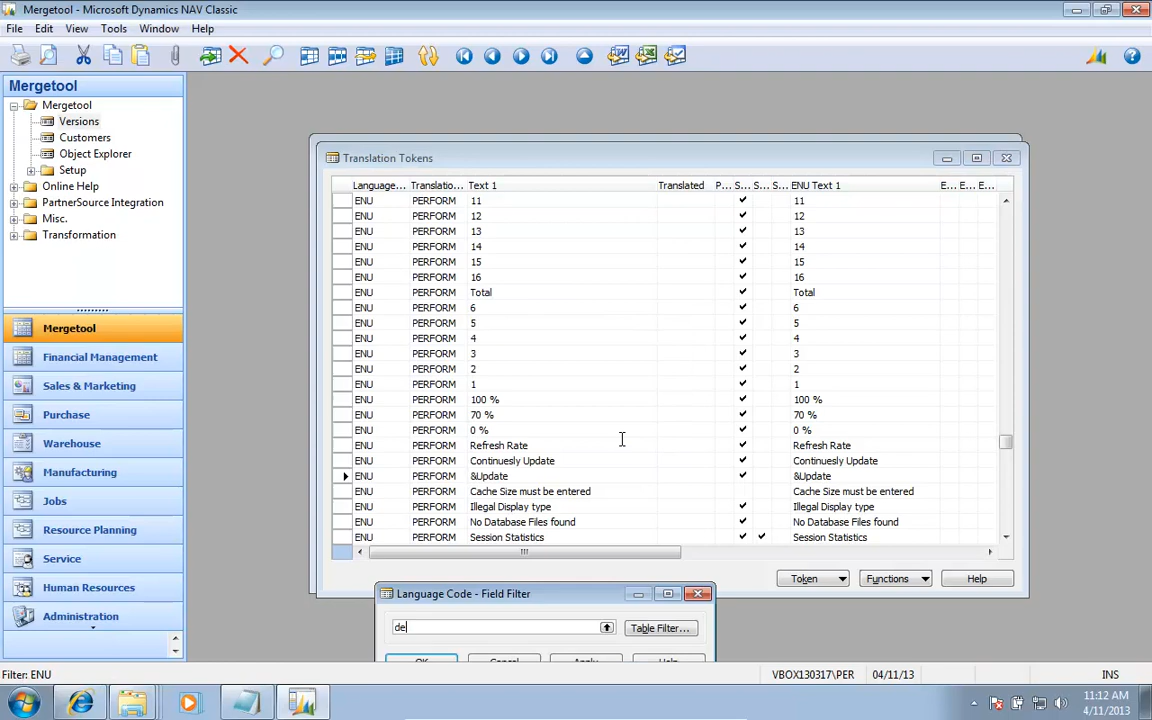 Mergetool - Microsoft Dynamics NAV Classic
File Edit View Tools Window Help
Mergetool
Mergetool
Versions
Customers
Object Explorer
Setup
Online Help
PartnerSource Integration
Misc.
Transformation
Mergetool
Financial Management
Sales & Marketing
Purchase
Warehouse
Manufacturing
Jobs
Resource Planning
Service
Human Resources
Administration
Translation Tokens
Language... Translatio... Text 1 Translated P... S... S... S... ENU Text 1 E... E... E...
ENU PERFORM 11 11
ENU PERFORM 12 12
ENU PERFORM 13 13
ENU PERFORM 14 14
ENU PERFORM 15 15
ENU PERFORM 16 16
ENU PERFORM Total Total
ENU PERFORM 6 6
ENU PERFORM 5 5
ENU PERFORM 4 4
ENU PERFORM 3 3
ENU PERFORM 2 2
ENU PERFORM 1 1
ENU PERFORM 100 % 100 %
ENU PERFORM 70 % 70 %
ENU PERFORM 0 % 0 %
ENU PERFORM Refresh Rate Refresh Rate
ENU PERFORM Continuesly Update Continuesly Update
ENU PERFORM &Update &Update
ENU PERFORM Cache Size must be entered Cache Size must be entered
ENU PERFORM Illegal Display type Illegal Display type
ENU PERFORM No Database Files found No Database Files found
ENU PERFORM Session Statistics Session Statistics
Token Functions Help
Language Code - Field Filter
de
Table Filter...
OK Cancel Apply Help
Filter: ENU VBOX130317\PER 04/11/13 INS
11:12 AM
4/11/2013